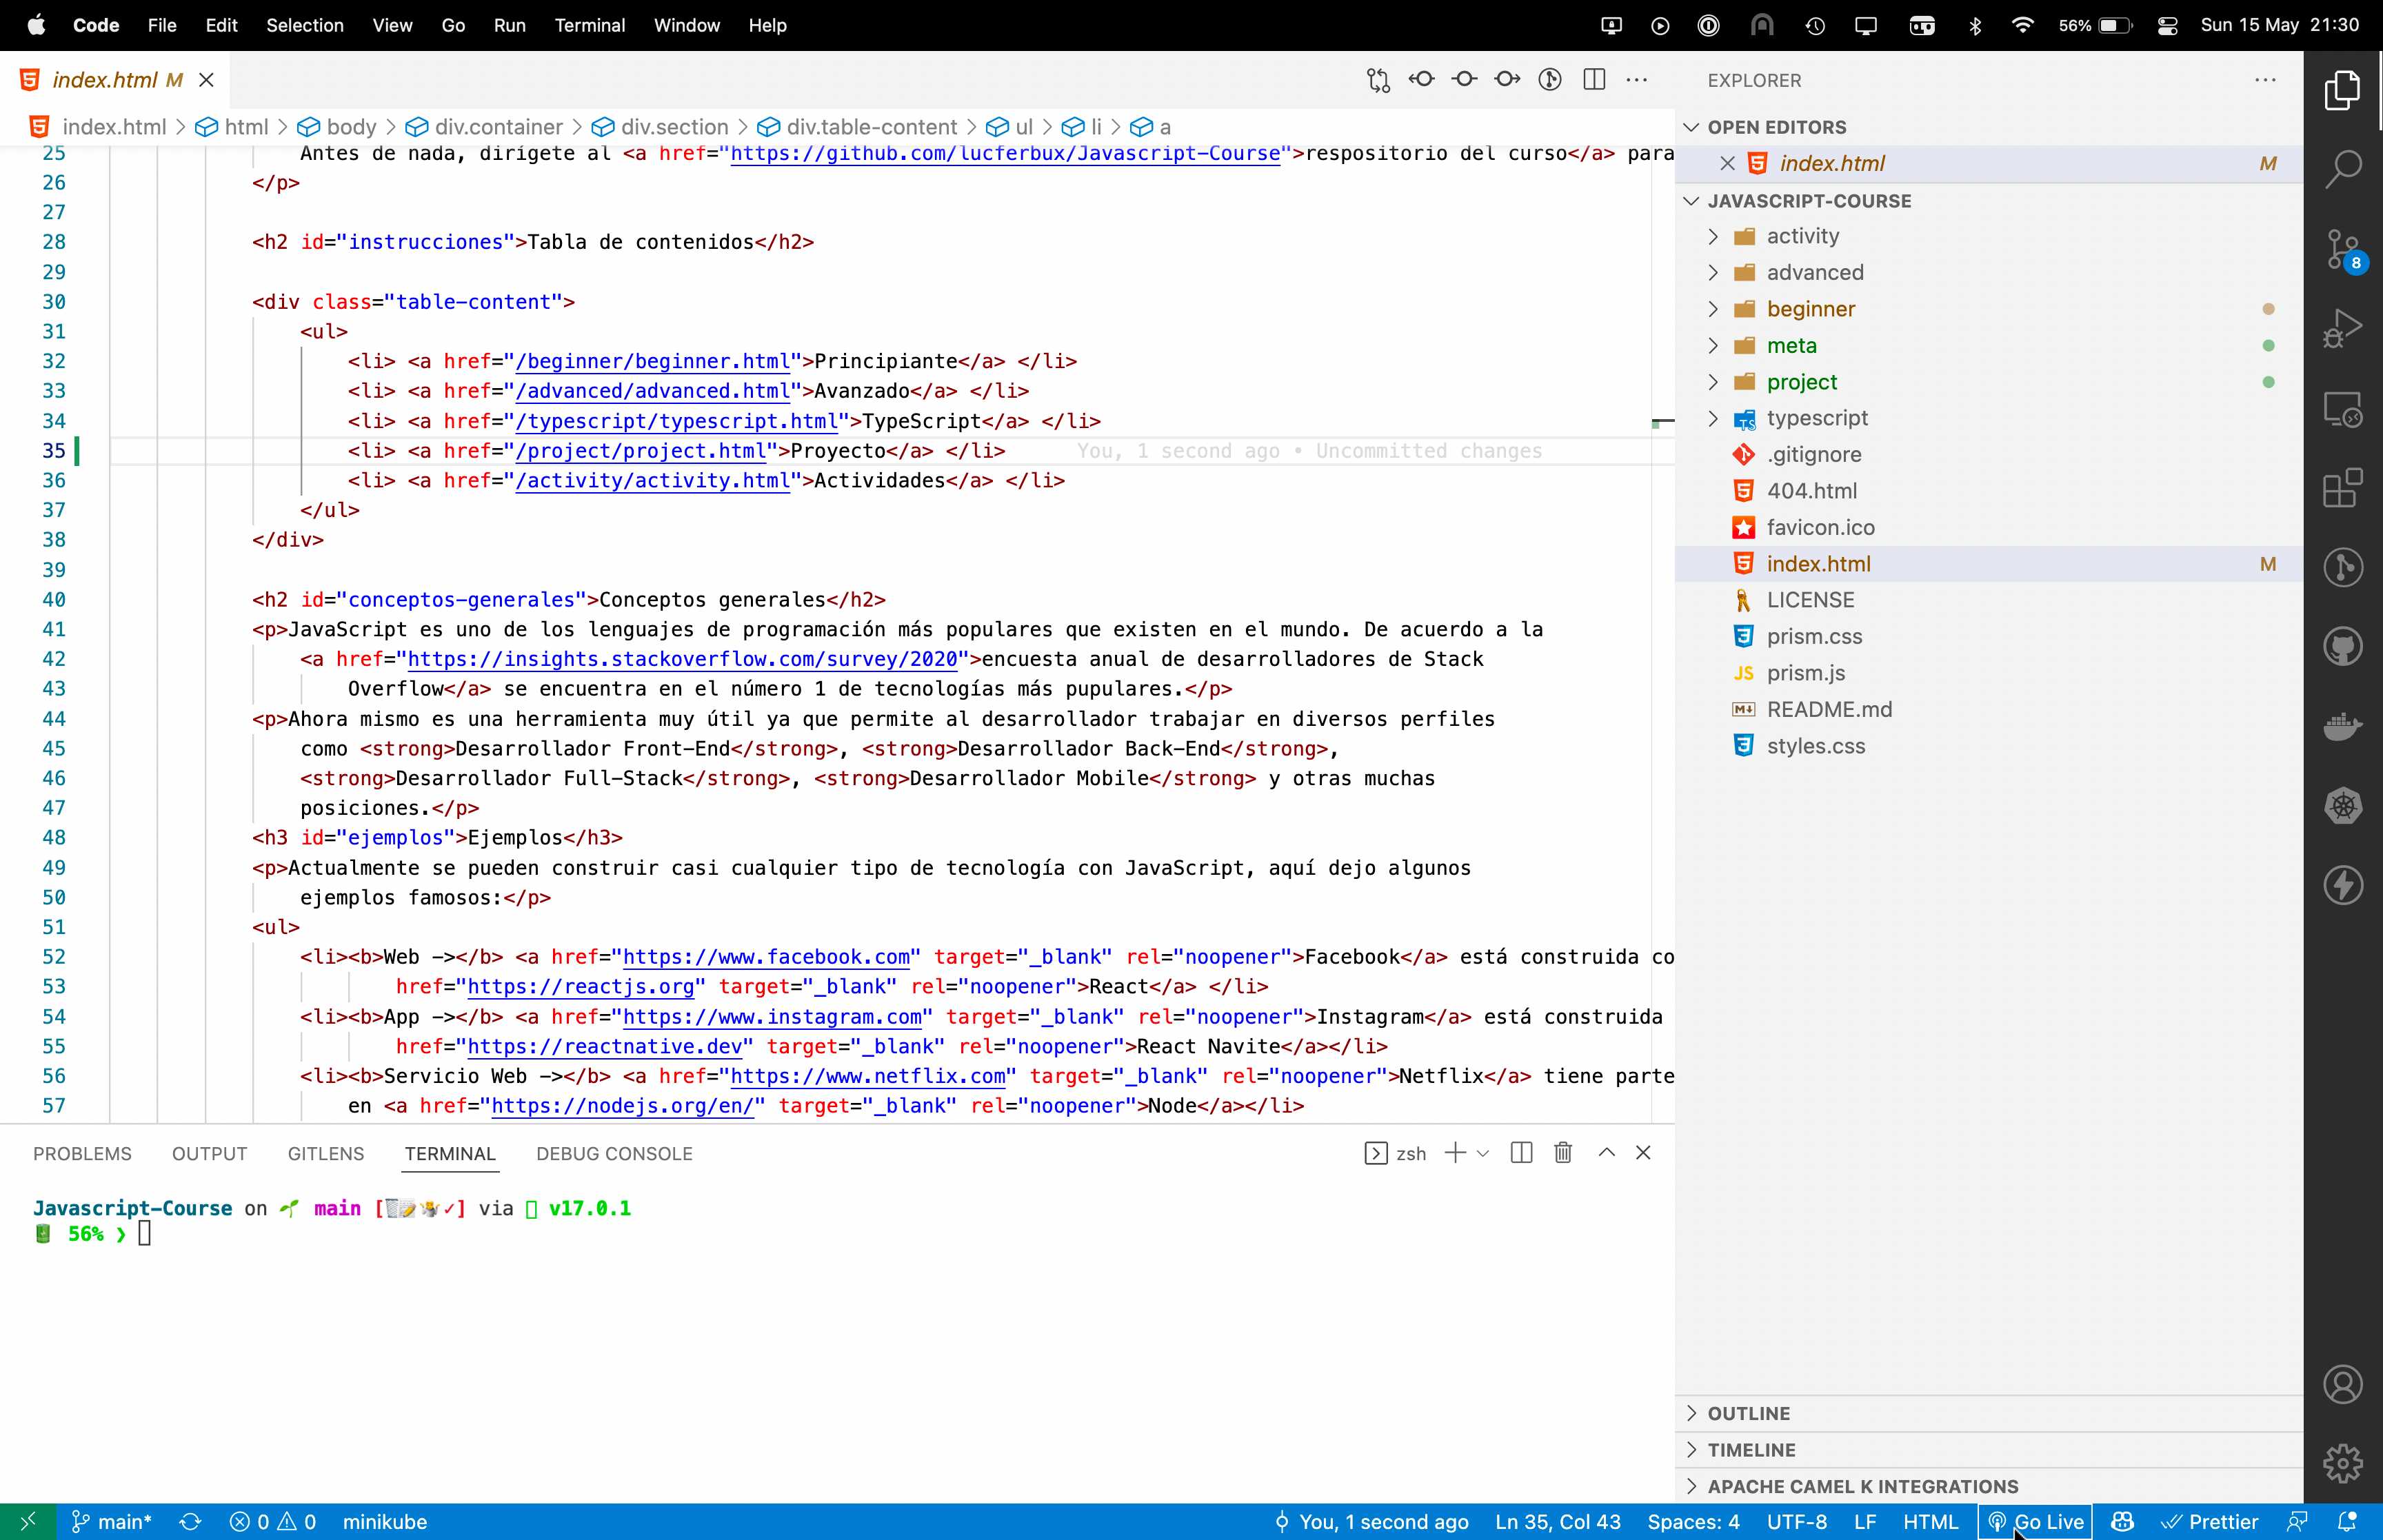 Code File Edit Selection View Go Run Terminal Window Help 56% Sun 15 May 21:30
index.html M
index.html > html > body > div.container > div.section > div.table-content > ul > li > a
25 Antes de nada, dirígete al <a href="https://github.com/lucferbux/Javascript-Course">respositorio del curso</a> para
26 </p>
27
28 <h2 id="instrucciones">Tabla de contenidos</h2>
29
30 <div class="table-content">
31 <ul>
32 <li> <a href="/beginner/beginner.html">Principiante</a> </li>
33 <li> <a href="/advanced/advanced.html">Avanzado</a> </li>
34 <li> <a href="/typescript/typescript.html">TypeScript</a> </li>
35 <li> <a href="/project/project.html">Proyecto</a> </li> You, 1 second ago • Uncommitted changes
36 <li> <a href="/activity/activity.html">Actividades</a> </li>
37 </ul>
38 </div>
39
40 <h2 id="conceptos-generales">Conceptos generales</h2>
41 <p>JavaScript es uno de los lenguajes de programación más populares que existen en el mundo. De acuerdo a la
42 <a href="https://insights.stackoverflow.com/survey/2020">encuesta anual de desarrolladores de Stack
43 Overflow</a> se encuentra en el número 1 de tecnologías más pupulares.</p>
44 <p>Ahora mismo es una herramienta muy útil ya que permite al desarrollador trabajar en diversos perfiles
45 como <strong>Desarrollador Front-End</strong>, <strong>Desarrollador Back-End</strong>,
46 <strong>Desarrollador Full-Stack</strong>, <strong>Desarrollador Mobile</strong> y otras muchas
47 posiciones.</p>
48 <h3 id="ejemplos">Ejemplos</h3>
49 <p>Actualmente se pueden construir casi cualquier tipo de tecnología con JavaScript, aquí dejo algunos
50 ejemplos famosos:</p>
51 <ul>
52 <li><b>Web -></b> <a href="https://www.facebook.com" target="_blank" rel="noopener">Facebook</a> está construida co
53 href="https://reactjs.org" target="_blank" rel="noopener">React</a> </li>
54 <li><b>App -></b> <a href="https://www.instagram.com" target="_blank" rel="noopener">Instagram</a> está construida
55 href="https://reactnative.dev" target="_blank" rel="noopener">React Navite</a></li>
56 <li><b>Servicio Web -></b> <a href="https://www.netflix.com" target="_blank" rel="noopener">Netflix</a> tiene parte
57 en <a href="https://nodejs.org/en/" target="_blank" rel="noopener">Node</a></li>
PROBLEMS OUTPUT GITLENS TERMINAL DEBUG CONSOLE zsh
Javascript-Course on 🌱 main [🗑️📝🤷✓] via v17.0.1
56% ❯
EXPLORER
OPEN EDITORS
index.html M
JAVASCRIPT-COURSE
activity
advanced
beginner
meta
project
typescript
.gitignore
404.html
favicon.ico
index.html M
LICENSE
prism.css
JS prism.js
README.md
styles.css
OUTLINE
TIMELINE
APACHE CAMEL K INTEGRATIONS
8
main* 0 0 minikube You, 1 second ago Ln 35, Col 43 Spaces: 4 UTF-8 LF HTML Go Live Prettier